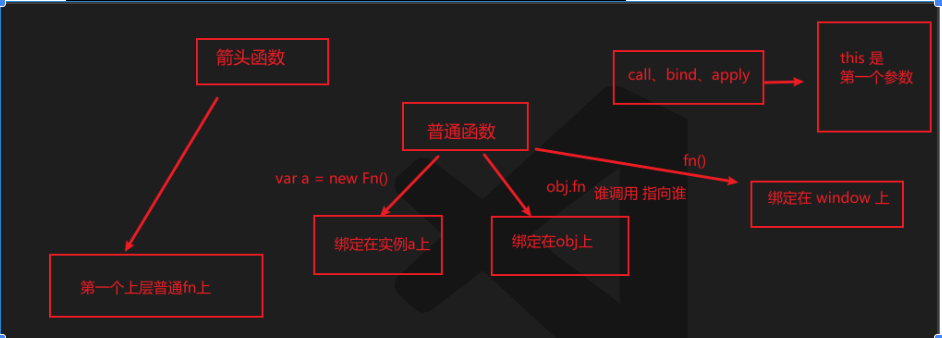 箭头函数
call、bind、apply
this 是
第一个参数
普通函数
fn()
var a = new Fn()
obj.fn 谁调用 指向谁
绑定在 window 上
绑定在实例a上
绑定在obj上
第一个上层普通fn上